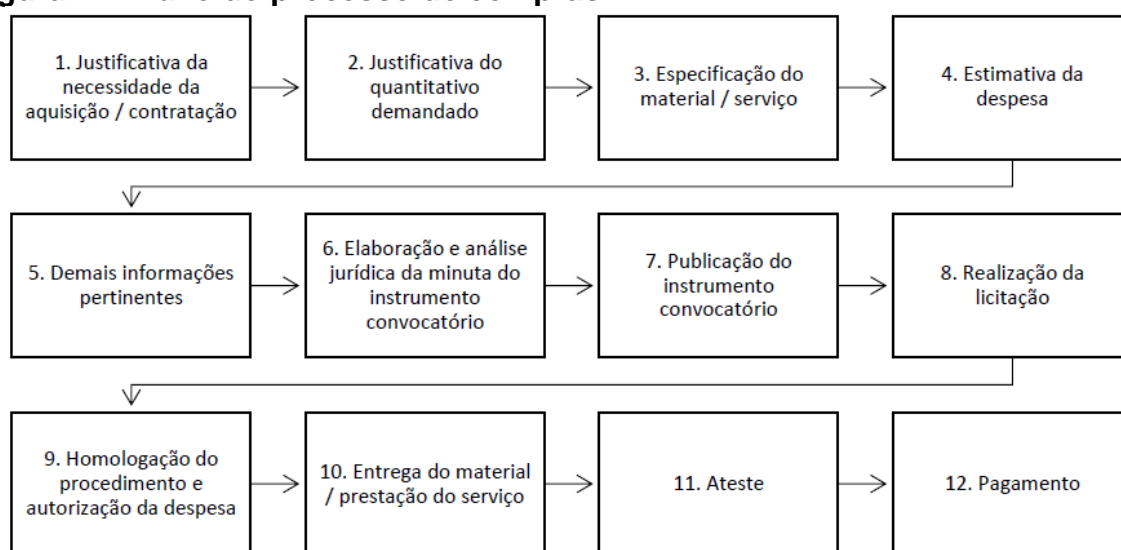 1. Justificativa da
necessidade da
aquisição / contratação
2. Justificativa do
quantitativo
demandado
3. Especificação do
material / serviço
4. Estimativa da
despesa
5. Demais informações
pertinentes
6. Elaboração e análise
jurídica da minuta do
instrumento
convocatório
7. Publicação do
instrumento
convocatório
8. Realização da
licitação
9. Homologação do
procedimento e
autorização da despesa
10. Entrega do material
/ prestação do serviço
11. Ateste
12. Pagamento